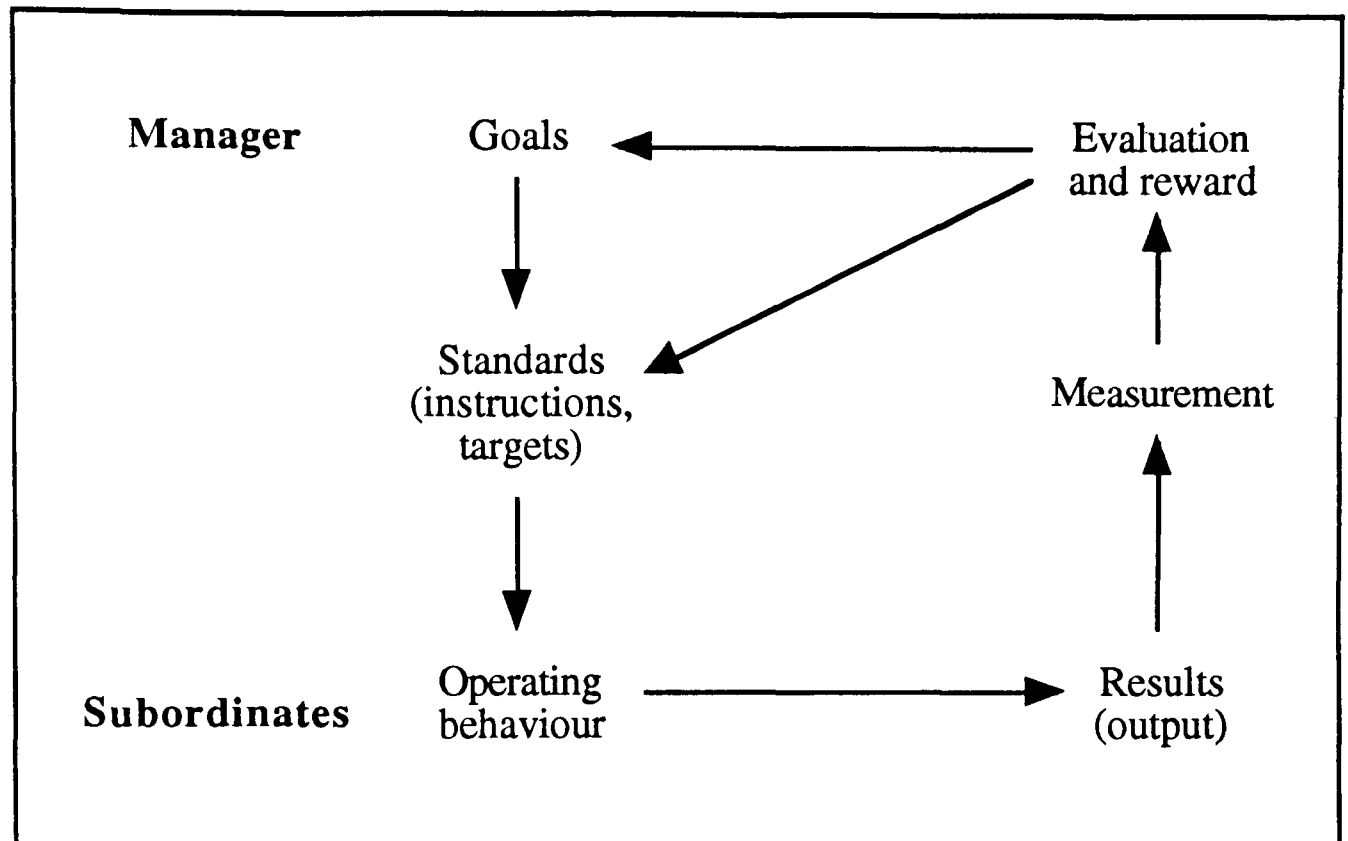 Manager
Goals
Evaluation
and reward
Standards
(instructions,
targets)
Measurement
Subordinates
Operating
behaviour
Results
(output)